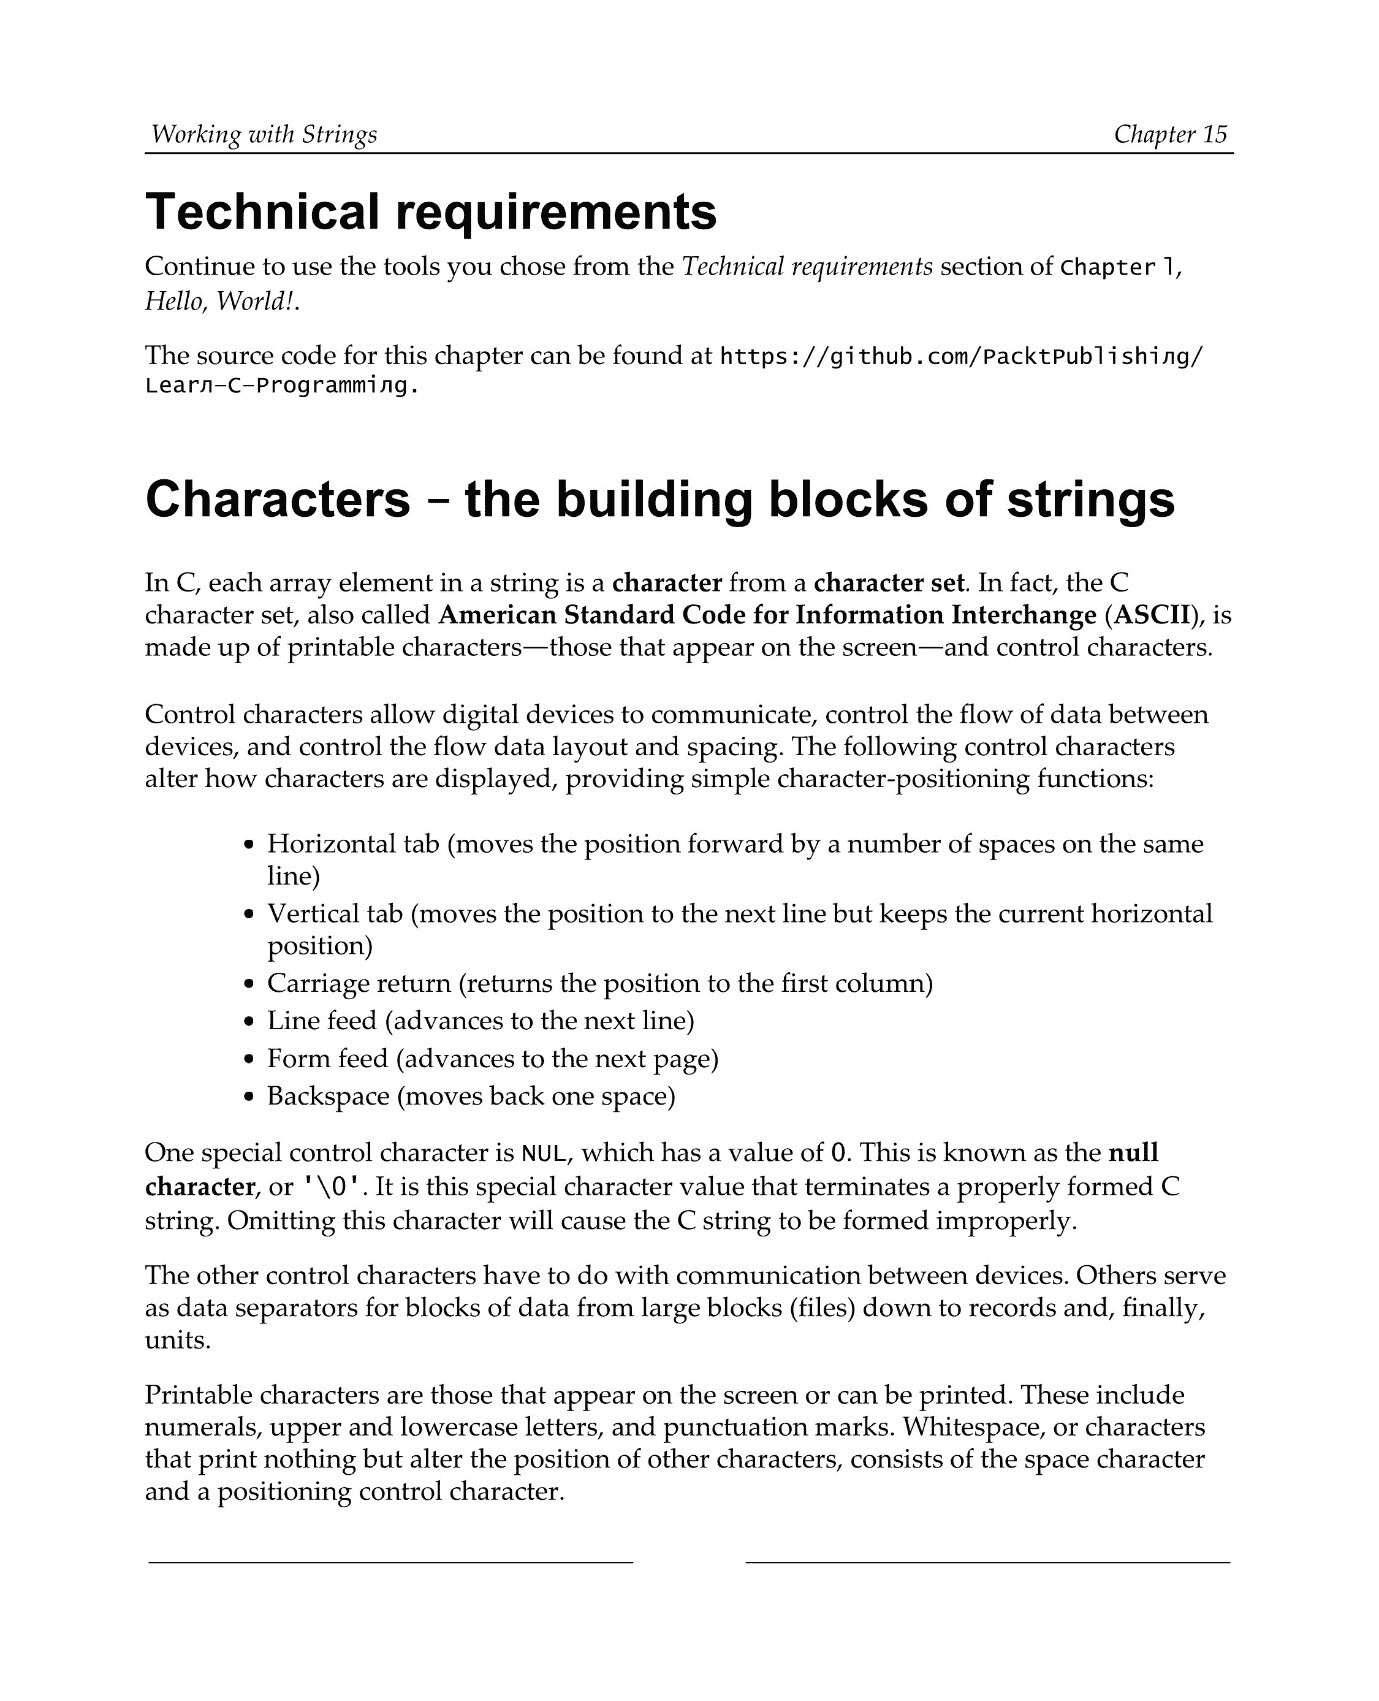 Working with Strings Chapter 15
Technical requirements
Continue to use the tools you chose from the Technical requirements section of Chapter 1,
Hello, World!.
The source code for this chapter can be found at https://github.com/PacktPublishiлg/
Learл-C-Programmiлg.
Characters – the building blocks of strings
In C, each array element in a string is a character from a character set. In fact, the C
character set, also called American Standard Code for Information Interchange (ASCII), is
made up of printable characters—those that appear on the screen—and control characters.
Control characters allow digital devices to communicate, control the flow of data between
devices, and control the flow data layout and spacing. The following control characters
alter how characters are displayed, providing simple character-positioning functions:
• Horizontal tab (moves the position forward by a number of spaces on the same
line)
• Vertical tab (moves the position to the next line but keeps the current horizontal
position)
• Carriage return (returns the position to the first column)
• Line feed (advances to the next line)
• Form feed (advances to the next page)
• Backspace (moves back one space)
One special control character is NUL, which has a value of 0. This is known as the null
character, or '\0'. It is this special character value that terminates a properly formed C
string. Omitting this character will cause the C string to be formed improperly.
The other control characters have to do with communication between devices. Others serve
as data separators for blocks of data from large blocks (files) down to records and, finally,
units.
Printable characters are those that appear on the screen or can be printed. These include
numerals, upper and lowercase letters, and punctuation marks. Whitespace, or characters
that print nothing but alter the position of other characters, consists of the space character
and a positioning control character.